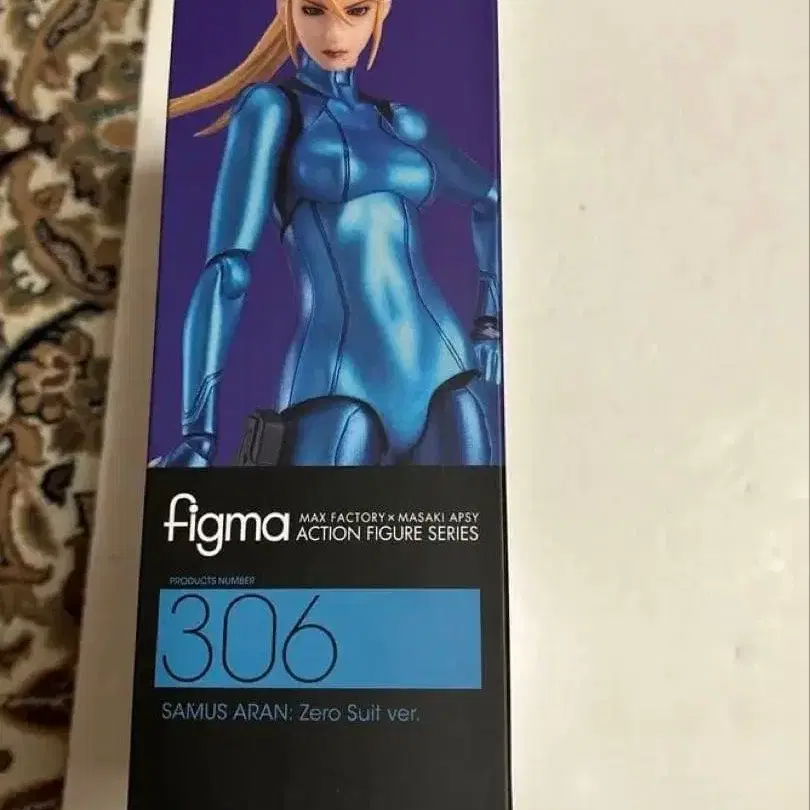 figma MAX FACTORY×MASAKI APSY
ACTION FIGURE SERIES
PRODUCTS NUMBER
306
SAMUS ARAN: Zero Suit ver.